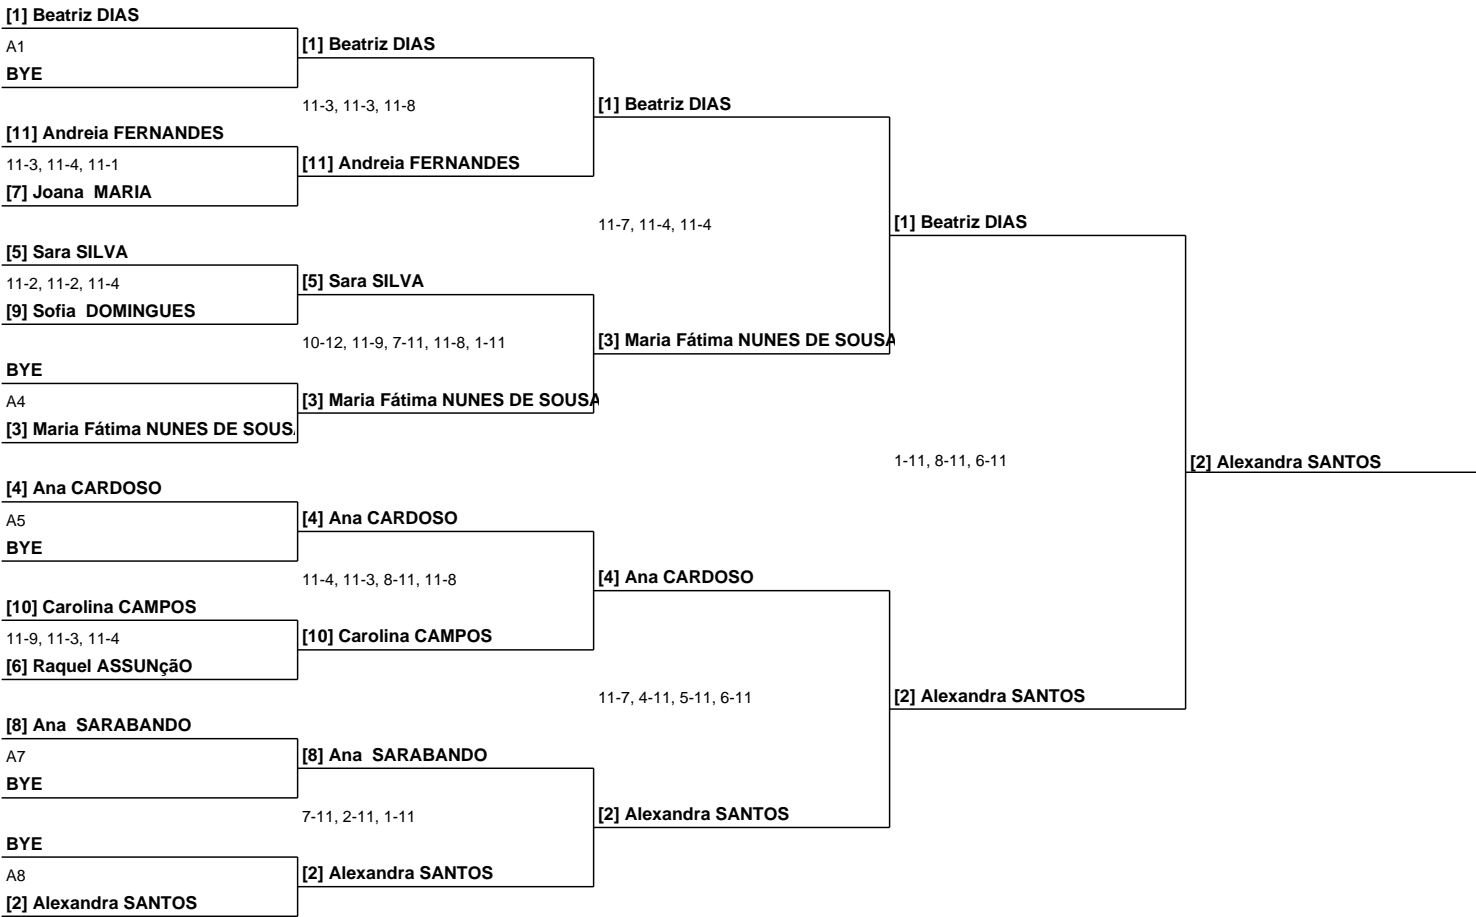 [1] Beatriz DIAS
A1
BYE
[11] Andreia FERNANDES
11-3, 11-4, 11-1
[7] Joana  MARIA
[5] Sara SILVA
11-2, 11-2, 11-4
[9] Sofia  DOMINGUES
BYE
A4
[3] Maria Fátima NUNES DE SOUS
[4] Ana CARDOSO
A5
BYE
[10] Carolina CAMPOS
11-9, 11-3, 11-4
[6] Raquel ASSUNçãO
[8] Ana  SARABANDO
A7
BYE
BYE
A8
[2] Alexandra SANTOS
[1] Beatriz DIAS
11-3, 11-3, 11-8
[11] Andreia FERNANDES
[5] Sara SILVA
10-12, 11-9, 7-11, 11-8, 1-11
[3] Maria Fátima NUNES DE SOUSA
[4] Ana CARDOSO
11-4, 11-3, 8-11, 11-8
[10] Carolina CAMPOS
[8] Ana  SARABANDO
7-11, 2-11, 1-11
[2] Alexandra SANTOS
[1] Beatriz DIAS
11-7, 11-4, 11-4
[3] Maria Fátima NUNES DE SOUSA
[4] Ana CARDOSO
11-7, 4-11, 5-11, 6-11
[2] Alexandra SANTOS
[1] Beatriz DIAS
1-11, 8-11, 6-11
[2] Alexandra SANTOS
[2] Alexandra SANTOS